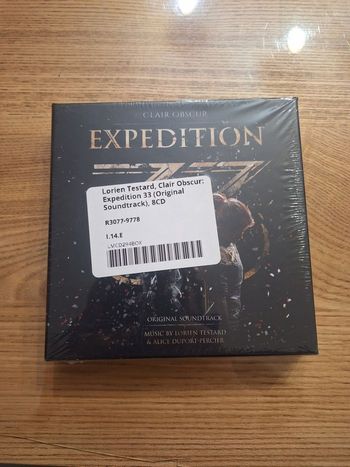 CLAIR OBSCUR
EXPEDITION
33
Lorien Testard, Clair Obscur:
Expedition 33 (Original
Soundtrack), 8CD
R3077-9778
I.14.E
LMCD294BOX
ORIGINAL SOUNDTRACK
MUSIC BY LORIEN TESTARD
& ALICE DUPORT-PERCIER